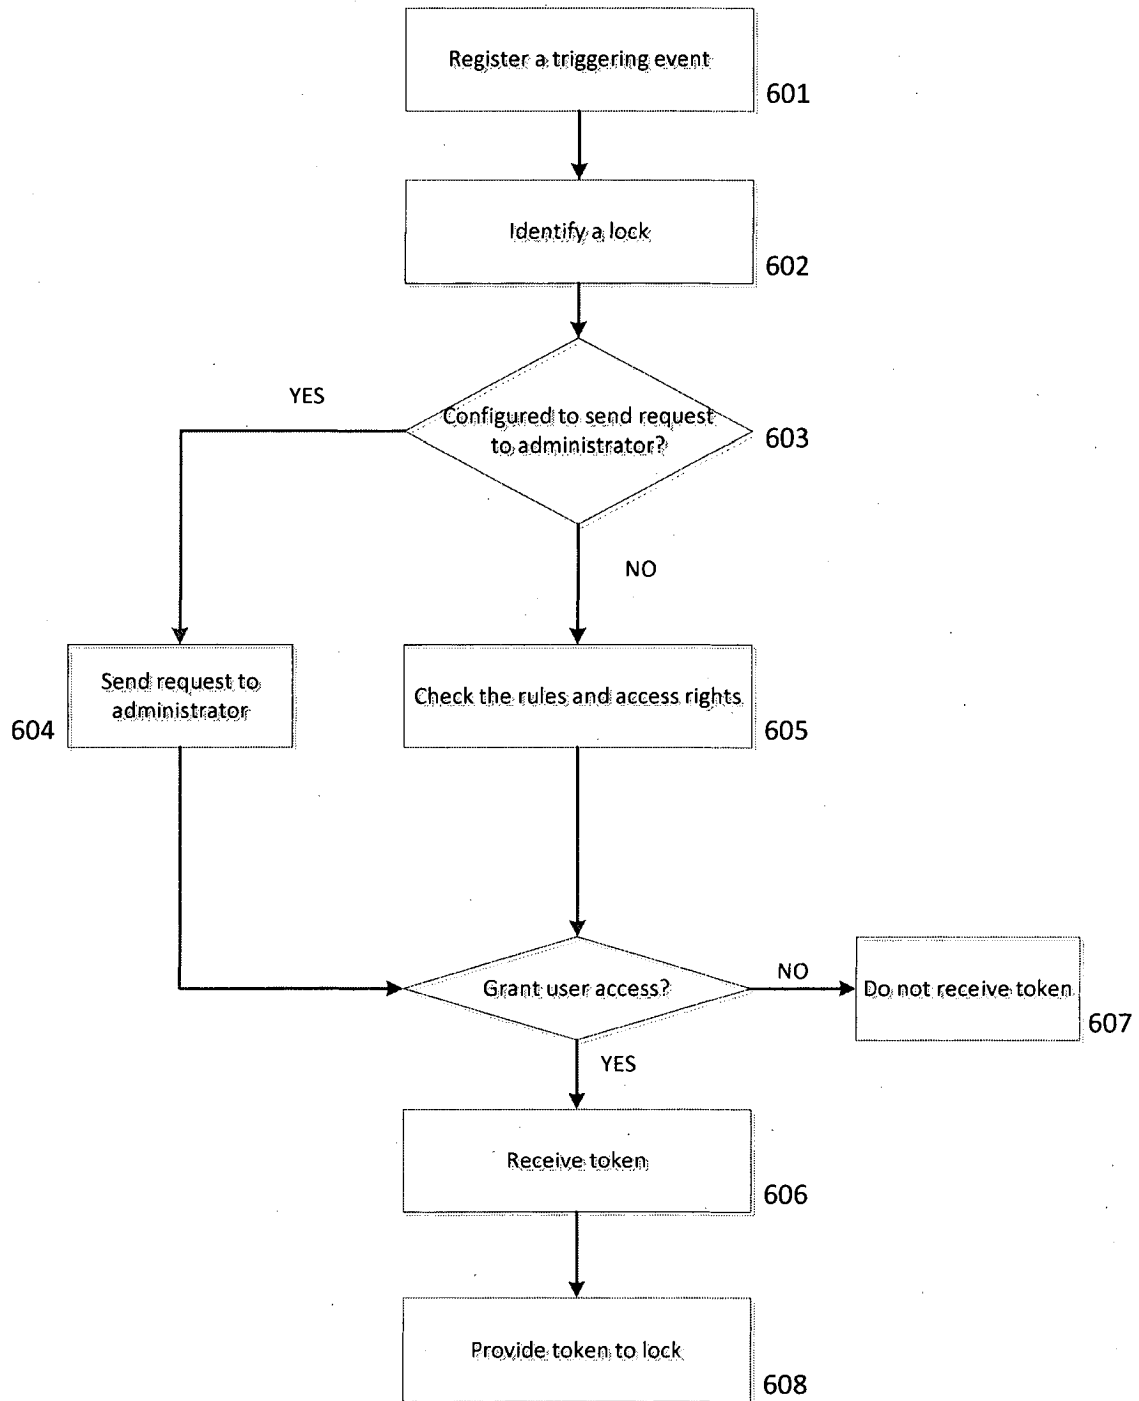 Register a triggering event
601
Identify a lock
602
YES
Configured to send request
to administrator?
603
NO
Send request to
administrator
604
Check the rules and access rights
605
Grant user access?
NO
Do not receive token
607
YES
Receive token
606
Provide token to lock
608